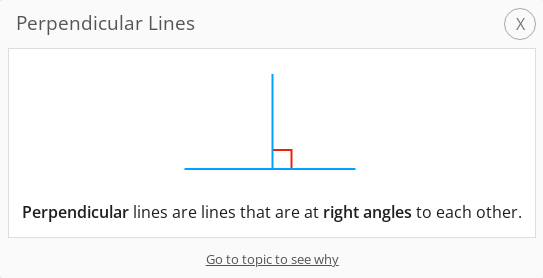 Perpendicular Lines
X
Perpendicular lines are lines that are at right angles to each other.
Go to topic to see why